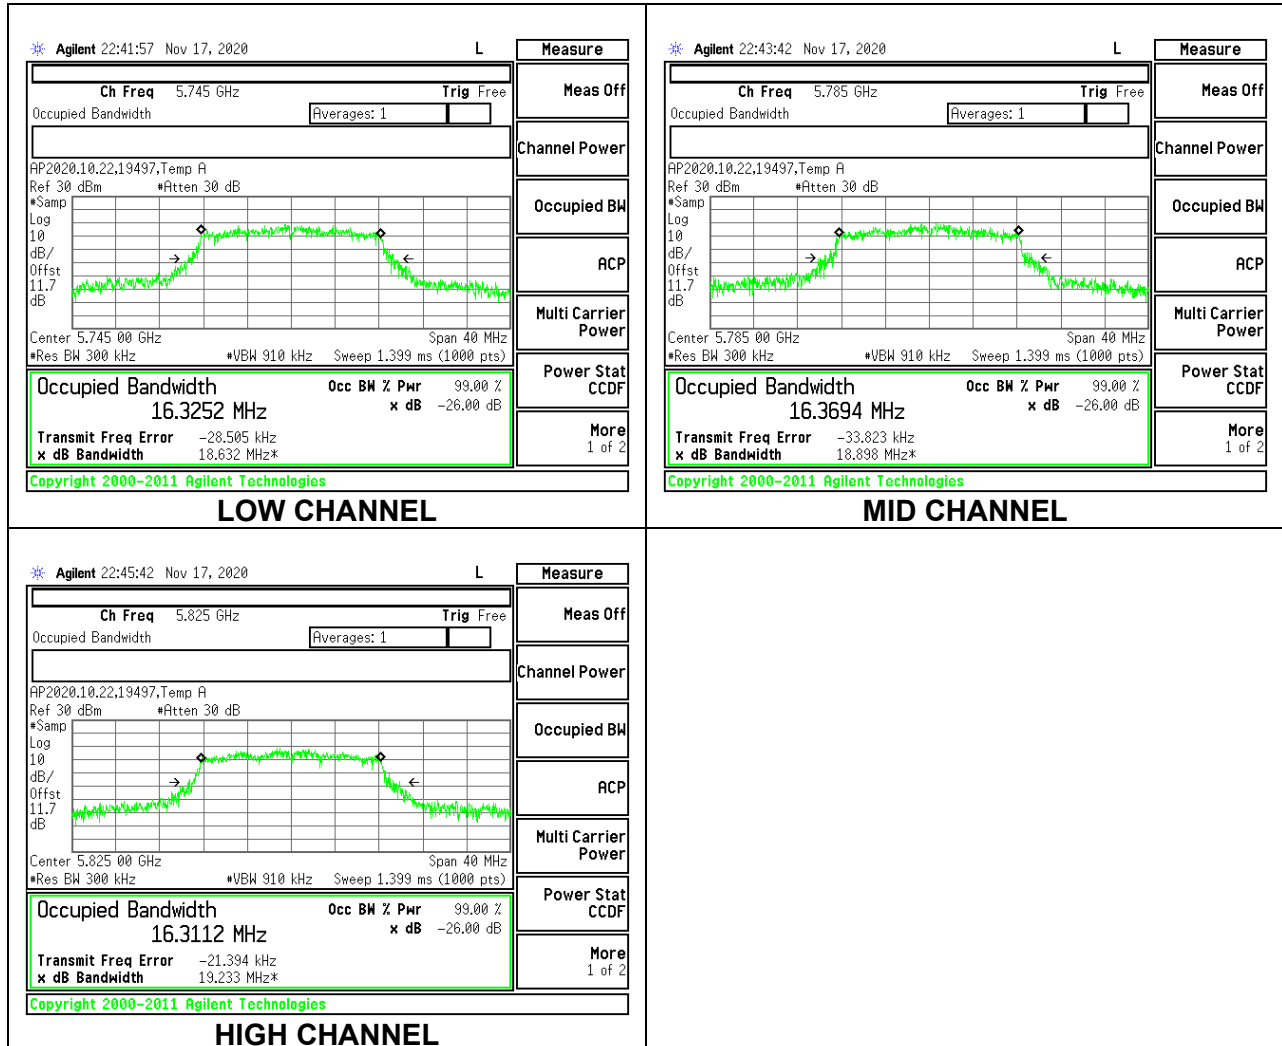 Agilent 22:41:57 Nov 17, 2020 L Measure
Ch Freq 5.745 GHz Trig Free
Meas Off
Occupied Bandwidth Averages: 1
Channel Power
AP2020.10.22,19497,Temp A
Ref 30 dBm #Atten 30 dB
#Samp
Log
10
dB/
Offst
11.7
dB
Occupied BW
ACP
Multi Carrier
Power
Center 5.745 00 GHz Span 40 MHz
#Res BW 300 kHz #VBW 910 kHz Sweep 1.399 ms (1000 pts)
Power Stat
CCDF
Occupied Bandwidth Occ BW % Pwr 99.00 %
16.3252 MHz x dB -26.00 dB
Transmit Freq Error -28.505 kHz
x dB Bandwidth 18.632 MHz*
More
1 of 2
Copyright 2000-2011 Agilent Technologies
LOW CHANNEL
Agilent 22:43:42 Nov 17, 2020 L Measure
Ch Freq 5.785 GHz Trig Free
Meas Off
Occupied Bandwidth Averages: 1
Channel Power
AP2020.10.22,19497,Temp A
Ref 30 dBm #Atten 30 dB
#Samp
Log
10
dB/
Offst
11.7
dB
Occupied BW
ACP
Multi Carrier
Power
Center 5.785 00 GHz Span 40 MHz
#Res BW 300 kHz #VBW 910 kHz Sweep 1.399 ms (1000 pts)
Power Stat
CCDF
Occupied Bandwidth Occ BW % Pwr 99.00 %
16.3694 MHz x dB -26.00 dB
Transmit Freq Error -33.823 kHz
x dB Bandwidth 18.898 MHz*
More
1 of 2
Copyright 2000-2011 Agilent Technologies
MID CHANNEL
Agilent 22:45:42 Nov 17, 2020 L Measure
Ch Freq 5.825 GHz Trig Free
Meas Off
Occupied Bandwidth Averages: 1
Channel Power
AP2020.10.22,19497,Temp A
Ref 30 dBm #Atten 30 dB
#Samp
Log
10
dB/
Offst
11.7
dB
Occupied BW
ACP
Multi Carrier
Power
Center 5.825 00 GHz Span 40 MHz
#Res BW 300 kHz #VBW 910 kHz Sweep 1.399 ms (1000 pts)
Power Stat
CCDF
Occupied Bandwidth Occ BW % Pwr 99.00 %
16.3112 MHz x dB -26.00 dB
Transmit Freq Error -21.394 kHz
x dB Bandwidth 19.233 MHz*
More
1 of 2
Copyright 2000-2011 Agilent Technologies
HIGH CHANNEL